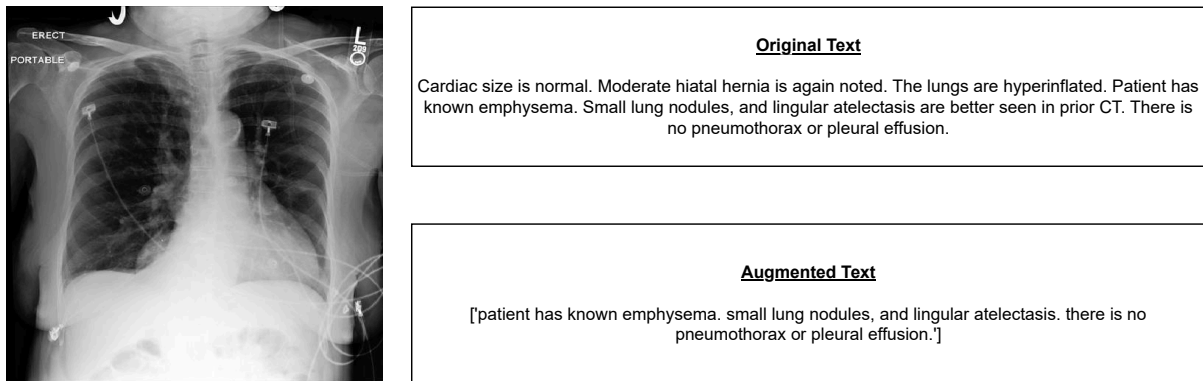 ERECT
PORTABLE
L
209
Original Text
Cardiac size is normal. Moderate hiatal hernia is again noted. The lungs are hyperinflated. Patient has
known emphysema. Small lung nodules, and lingular atelectasis are better seen in prior CT. There is
no pneumothorax or pleural effusion.
Augmented Text
['patient has known emphysema. small lung nodules, and lingular atelectasis. there is no
pneumothorax or pleural effusion.']